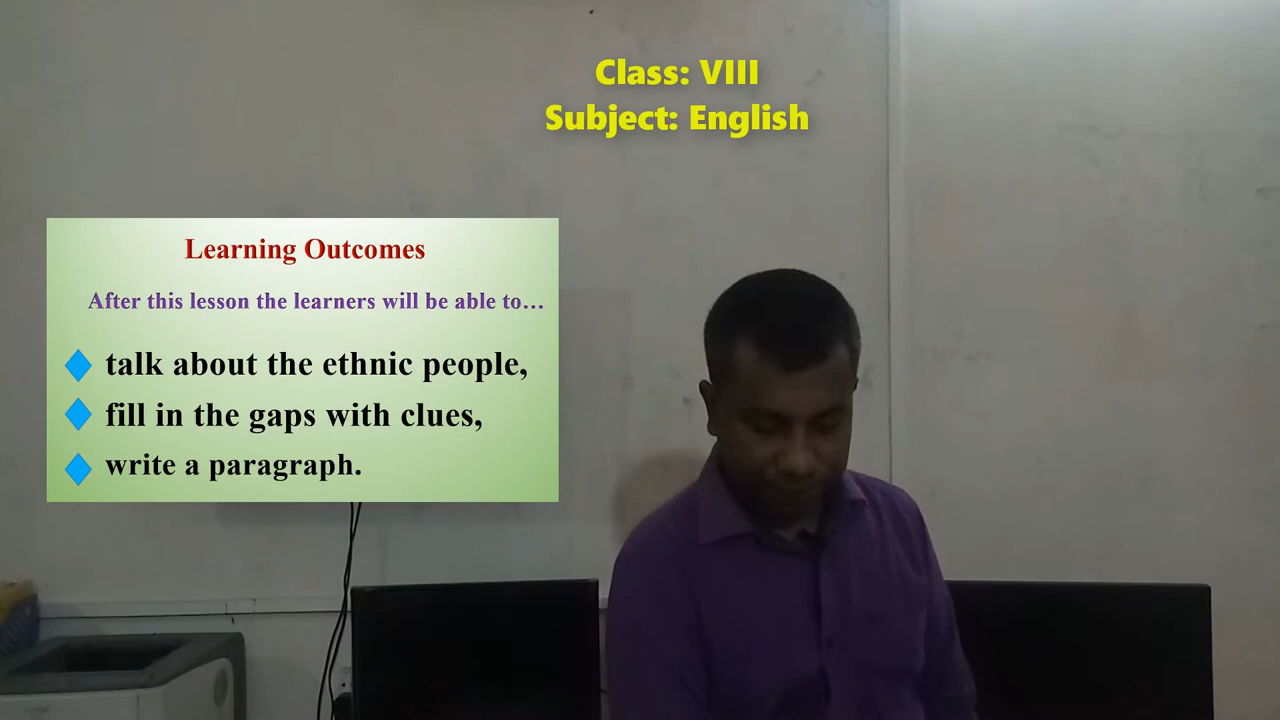 Class: VIII
Subject: English
Learning Outcomes
After this lesson the learners will be able to…
talk about the ethnic people,
fill in the gaps with clues,
write a paragraph.